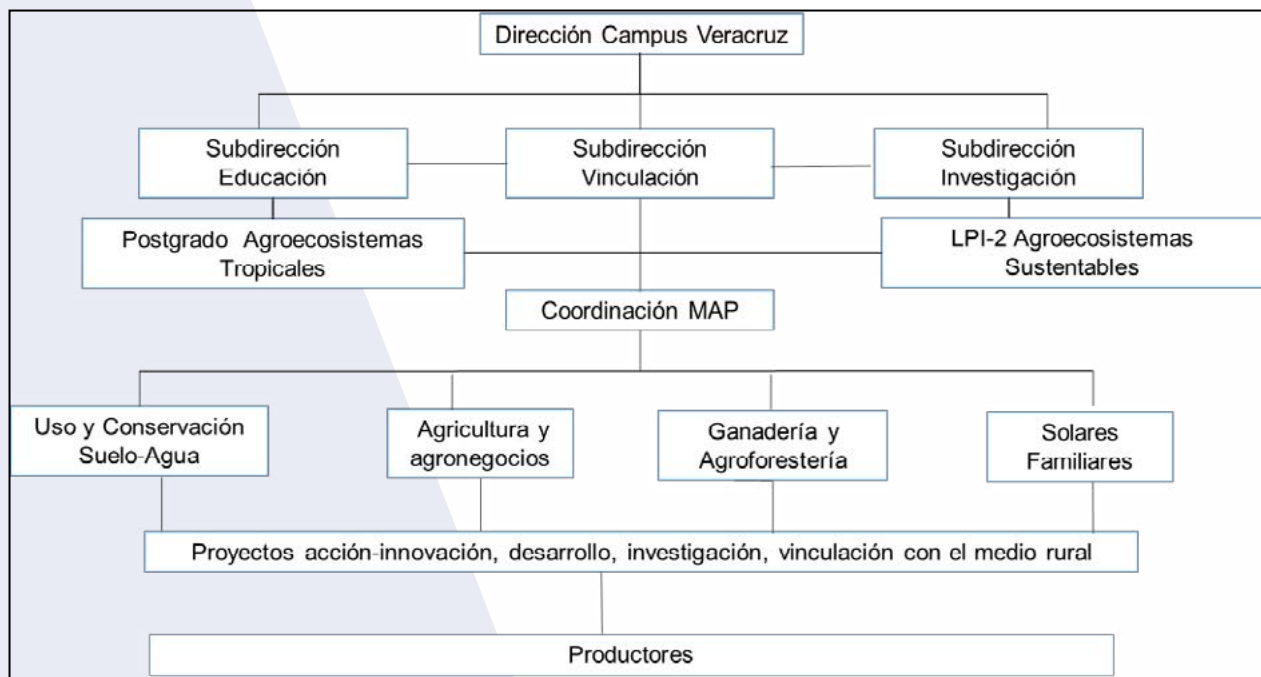 Dirección Campus Veracruz
Subdirección
Educación
Subdirección
Vinculación
Subdirección
Investigación
Postgrado Agroecosistemas
Tropicales
LPI-2 Agroecosistemas
Sustentables
Coordinación MAP
Uso y Conservación
Suelo-Agua
Agricultura y
agronegocios
Ganadería y
Agroforestería
Solares
Familiares
Proyectos acción-innovación, desarrollo, investigación, vinculación con el medio rural
Productores